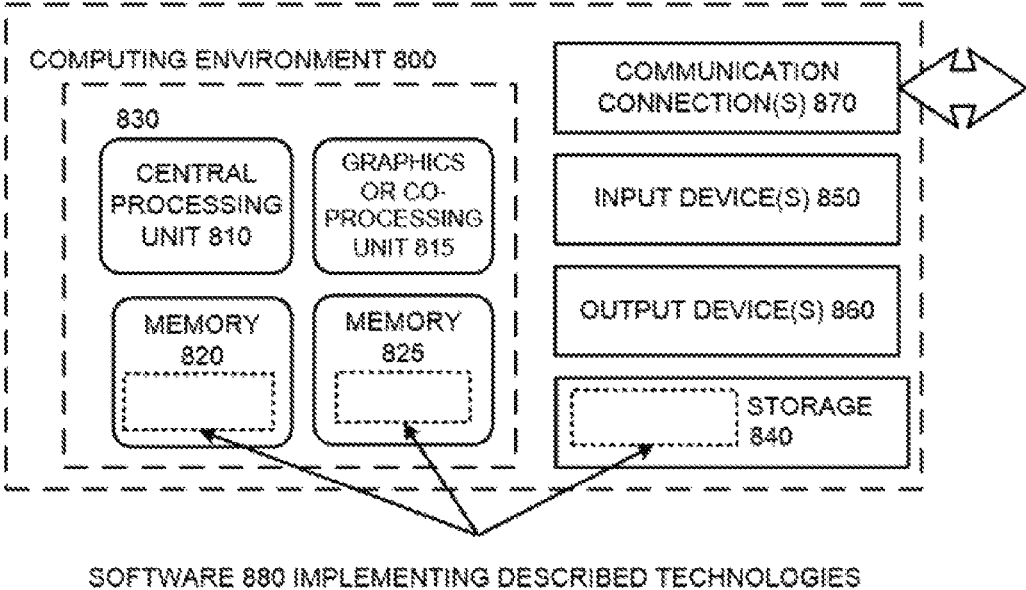 COMPUTING ENVIRONMENT 800
830
CENTRAL
PROCESSING
UNIT 810
GRAPHICS
OR CO-
PROCESSING
UNIT 815
MEMORY
820
MEMORY
825
COMMUNICATION
CONNECTION(S) 870
INPUT DEVICE(S) 850
OUTPUT DEVICE(S) 860
STORAGE
840
SOFTWARE 880 IMPLEMENTING DESCRIBED TECHNOLOGIES